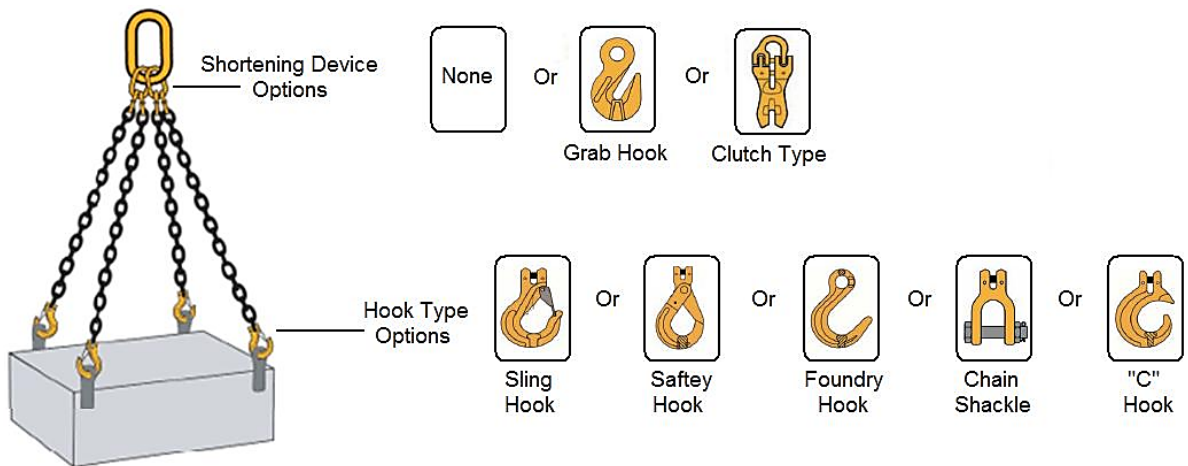 Shortening Device
Options
None
Or
Or
Grab Hook
Clutch Type
Hook Type
Options
Or
Or
Or
Or
Sling
Hook
Saftey
Hook
Foundry
Hook
Chain
Shackle
"C"
Hook